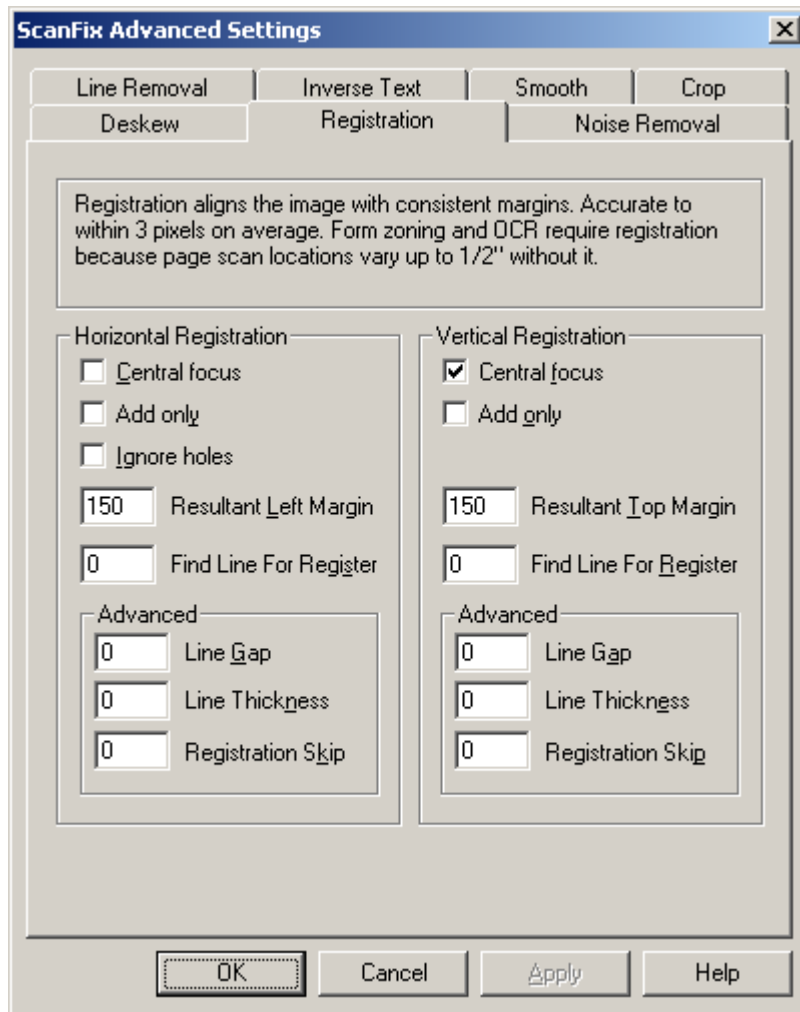 ScanFix Advanced Settings
Line Removal
Inverse Text
Smooth
Crop
Deskew
Registration
Noise Removal
Registration aligns the image with consistent margins. Accurate to
within 3 pixels on average. Form zoning and OCR require registration
because page scan locations vary up to 1/2" without it.
Horizontal Registration
Central focus
Add only
Ignore holes
150 Resultant Left Margin
0 Find Line For Register
Advanced
0 Line Gap
0 Line Thickness
0 Registration Skip
Vertical Registration
Central focus
Add only
150 Resultant Top Margin
0 Find Line For Register
Advanced
0 Line Gap
0 Line Thickness
0 Registration Skip
OK
Cancel
Apply
Help